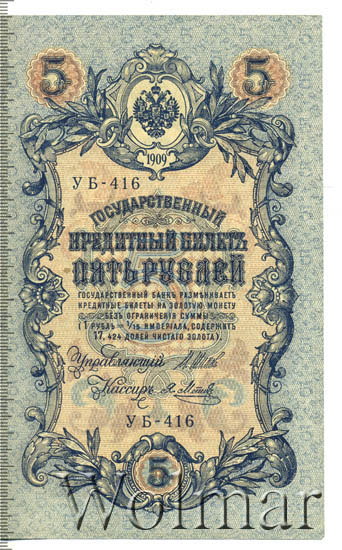 5 5
1909
УБ-416
ГОСУДАРСТВЕННЫЙ
КРЕДИТНЫЙ БИЛЕТЪ
ПЯТЬ РУБЛЕЙ
ГОСУДАРСТВЕННЫЙ БАНКЪ РАЗМѢНИВАЕТЪ
КРЕДИТНЫЕ БИЛЕТЫ НА ЗОЛОТУЮ МОНЕТУ
БЕЗЪ ОГРАНИЧЕНІЯ СУММЫ
(1 РУБЛЬ = 1/15 ИМПЕРІАЛА, СОДЕРЖИТЪ
17,424 ДОЛЕЙ ЧИСТАГО ЗОЛОТА).
Управляющій
Кассиръ
УБ-416
5
Wolmar